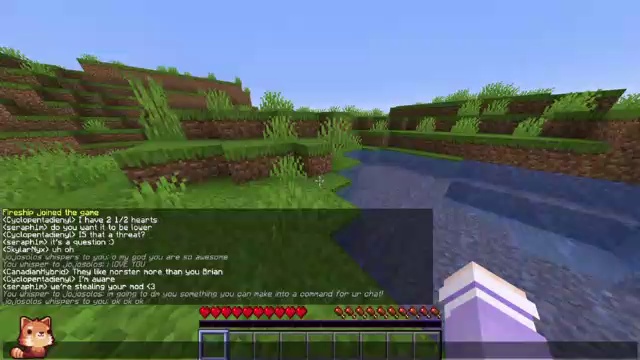 Fireship joined the game
<Cyclopentadienyl> I have 2 1/2 hearts
<seraph1m> do you want it to be lower
<Cyclopentadienyl> IS that a threat?
<seraph1m> it's a question :)
<SkylarNyx> uh oh
Jojosolos whispers to you: o my god you are so awesome
You whisper to Jojosolos: i LOVE YOU
<CanadianHybrid> They like norster more than you Brian
<Cyclopentadienyl> I'm aware
<seraph1m> we're stealing your mod <3
You whisper to Jojosolos: im going to dm you something you can make into a command for ur chat!
Jojosolos whispers to you: ok ok ok